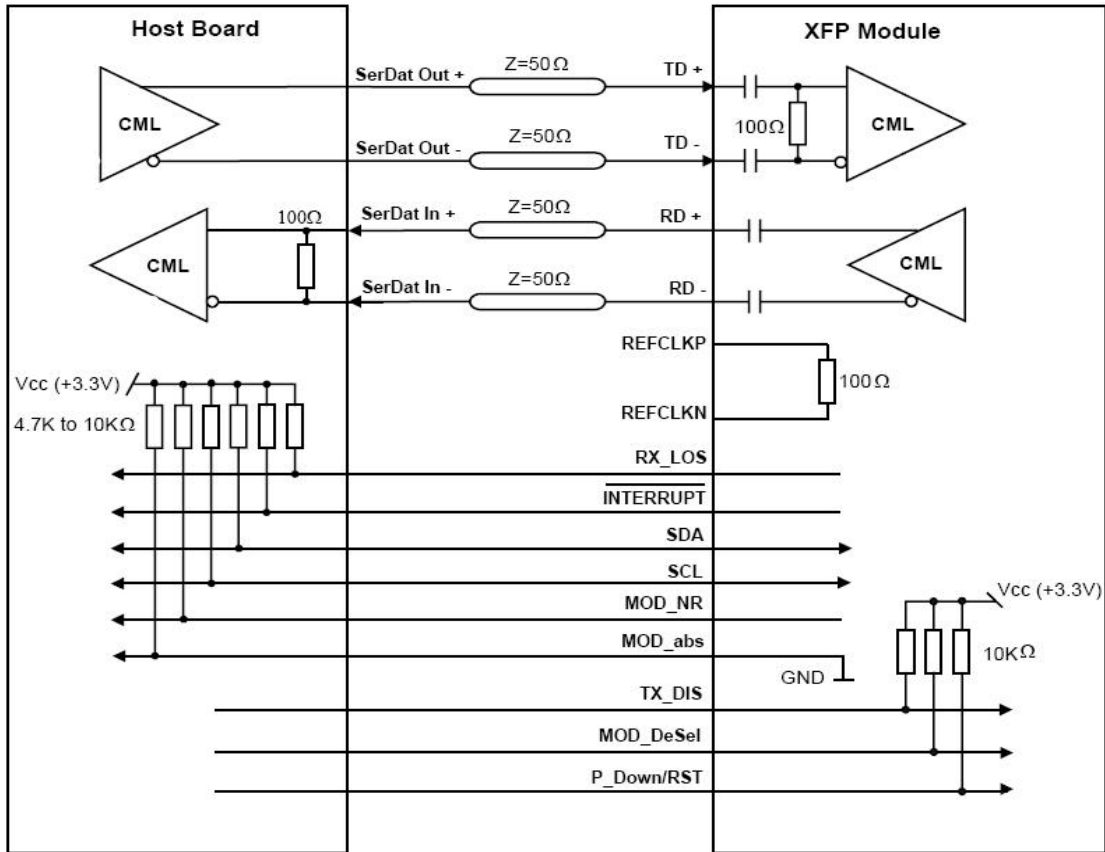 Host Board
XFP Module
SerDat Out +
Z=50Ω
TD +
CML
100Ω
CML
SerDat Out -
Z=50Ω
TD -
100Ω
SerDat In +
Z=50Ω
RD +
CML
CML
SerDat In -
Z=50Ω
RD -
REFCLKP
Vcc (+3.3V)
100Ω
4.7K to 10KΩ
REFCLKN
RX_LOS
INTERRUPT
SDA
SCL
Vcc (+3.3V)
MOD_NR
MOD_abs
10KΩ
GND
TX_DIS
MOD_DeSel
P_Down/RST